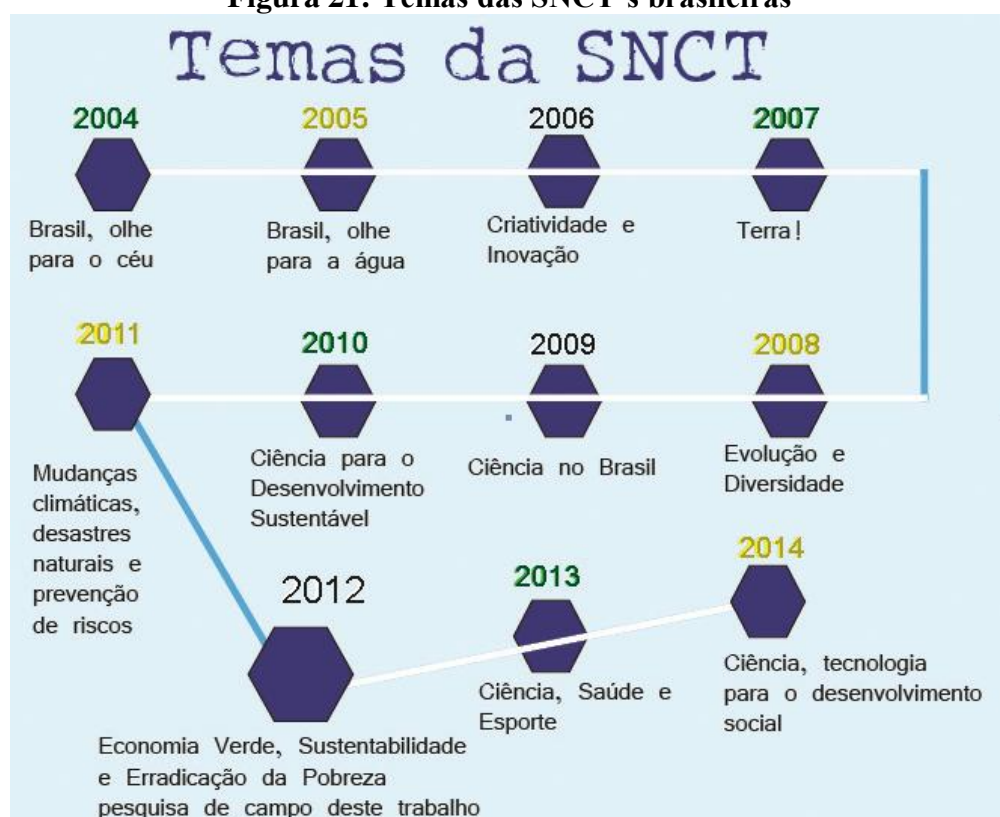 Figura 21: Temas das SNCT's brasileiras
Temas da SNCT
2004
Brasil, olhe
para o céu
2005
Brasil, olhe
para a água
2006
Criatividade e
Inovação
2007
Terra!
2008
Evolução e
Diversidade
2009
Ciência no Brasil
2010
Ciência para o
Desenvolvimento
Sustentável
2011
Mudanças
climáticas,
desastres
naturais e
prevenção
de riscos
2012
Economia Verde, Sustentabilidade
e Erradicação da Pobreza
pesquisa de campo deste trabalho
2013
Ciência, Saúde e
Esporte
2014
Ciência, tecnologia
para o desenvolvimento
social